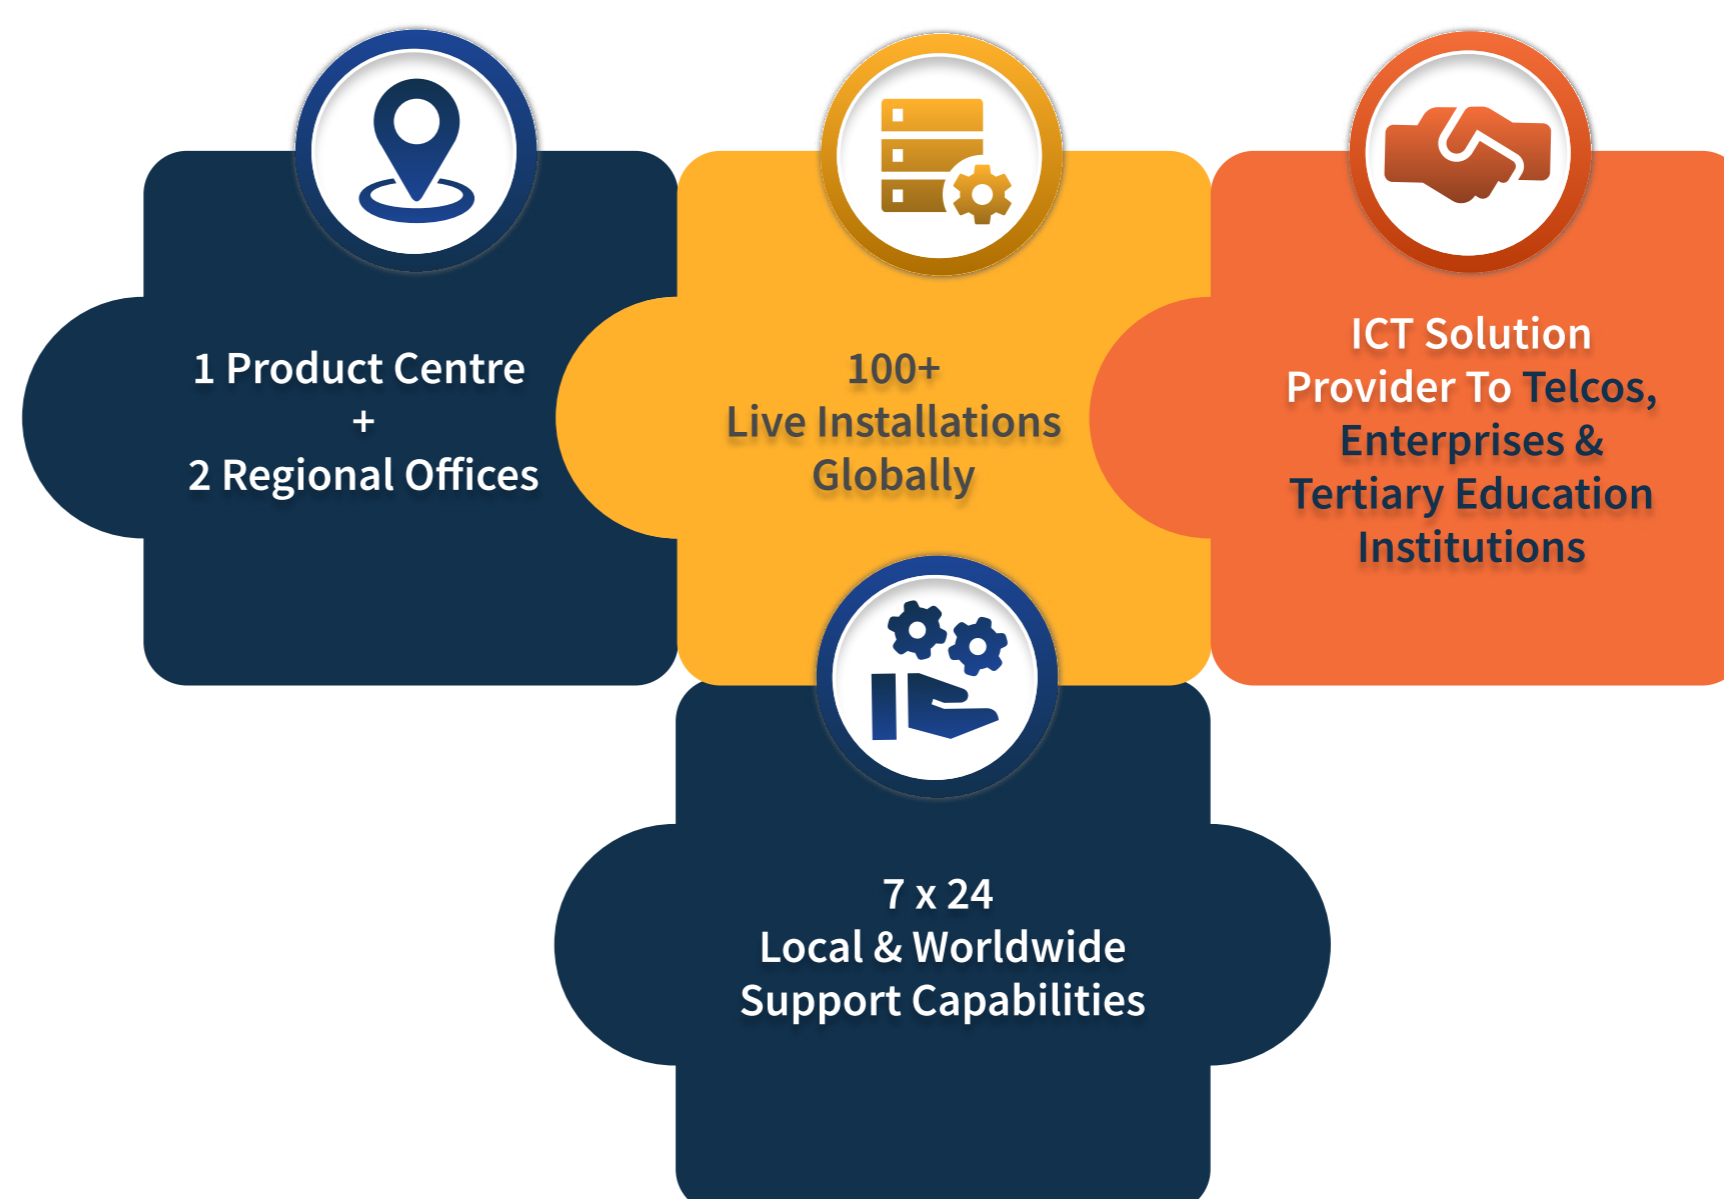 1 Product Centre
+
2 Regional Offices
100+
Live Installations
Globally
ICT Solution
Provider To Telcos,
Enterprises &
Tertiary Education
Institutions
7 x 24
Local & Worldwide
Support Capabilities